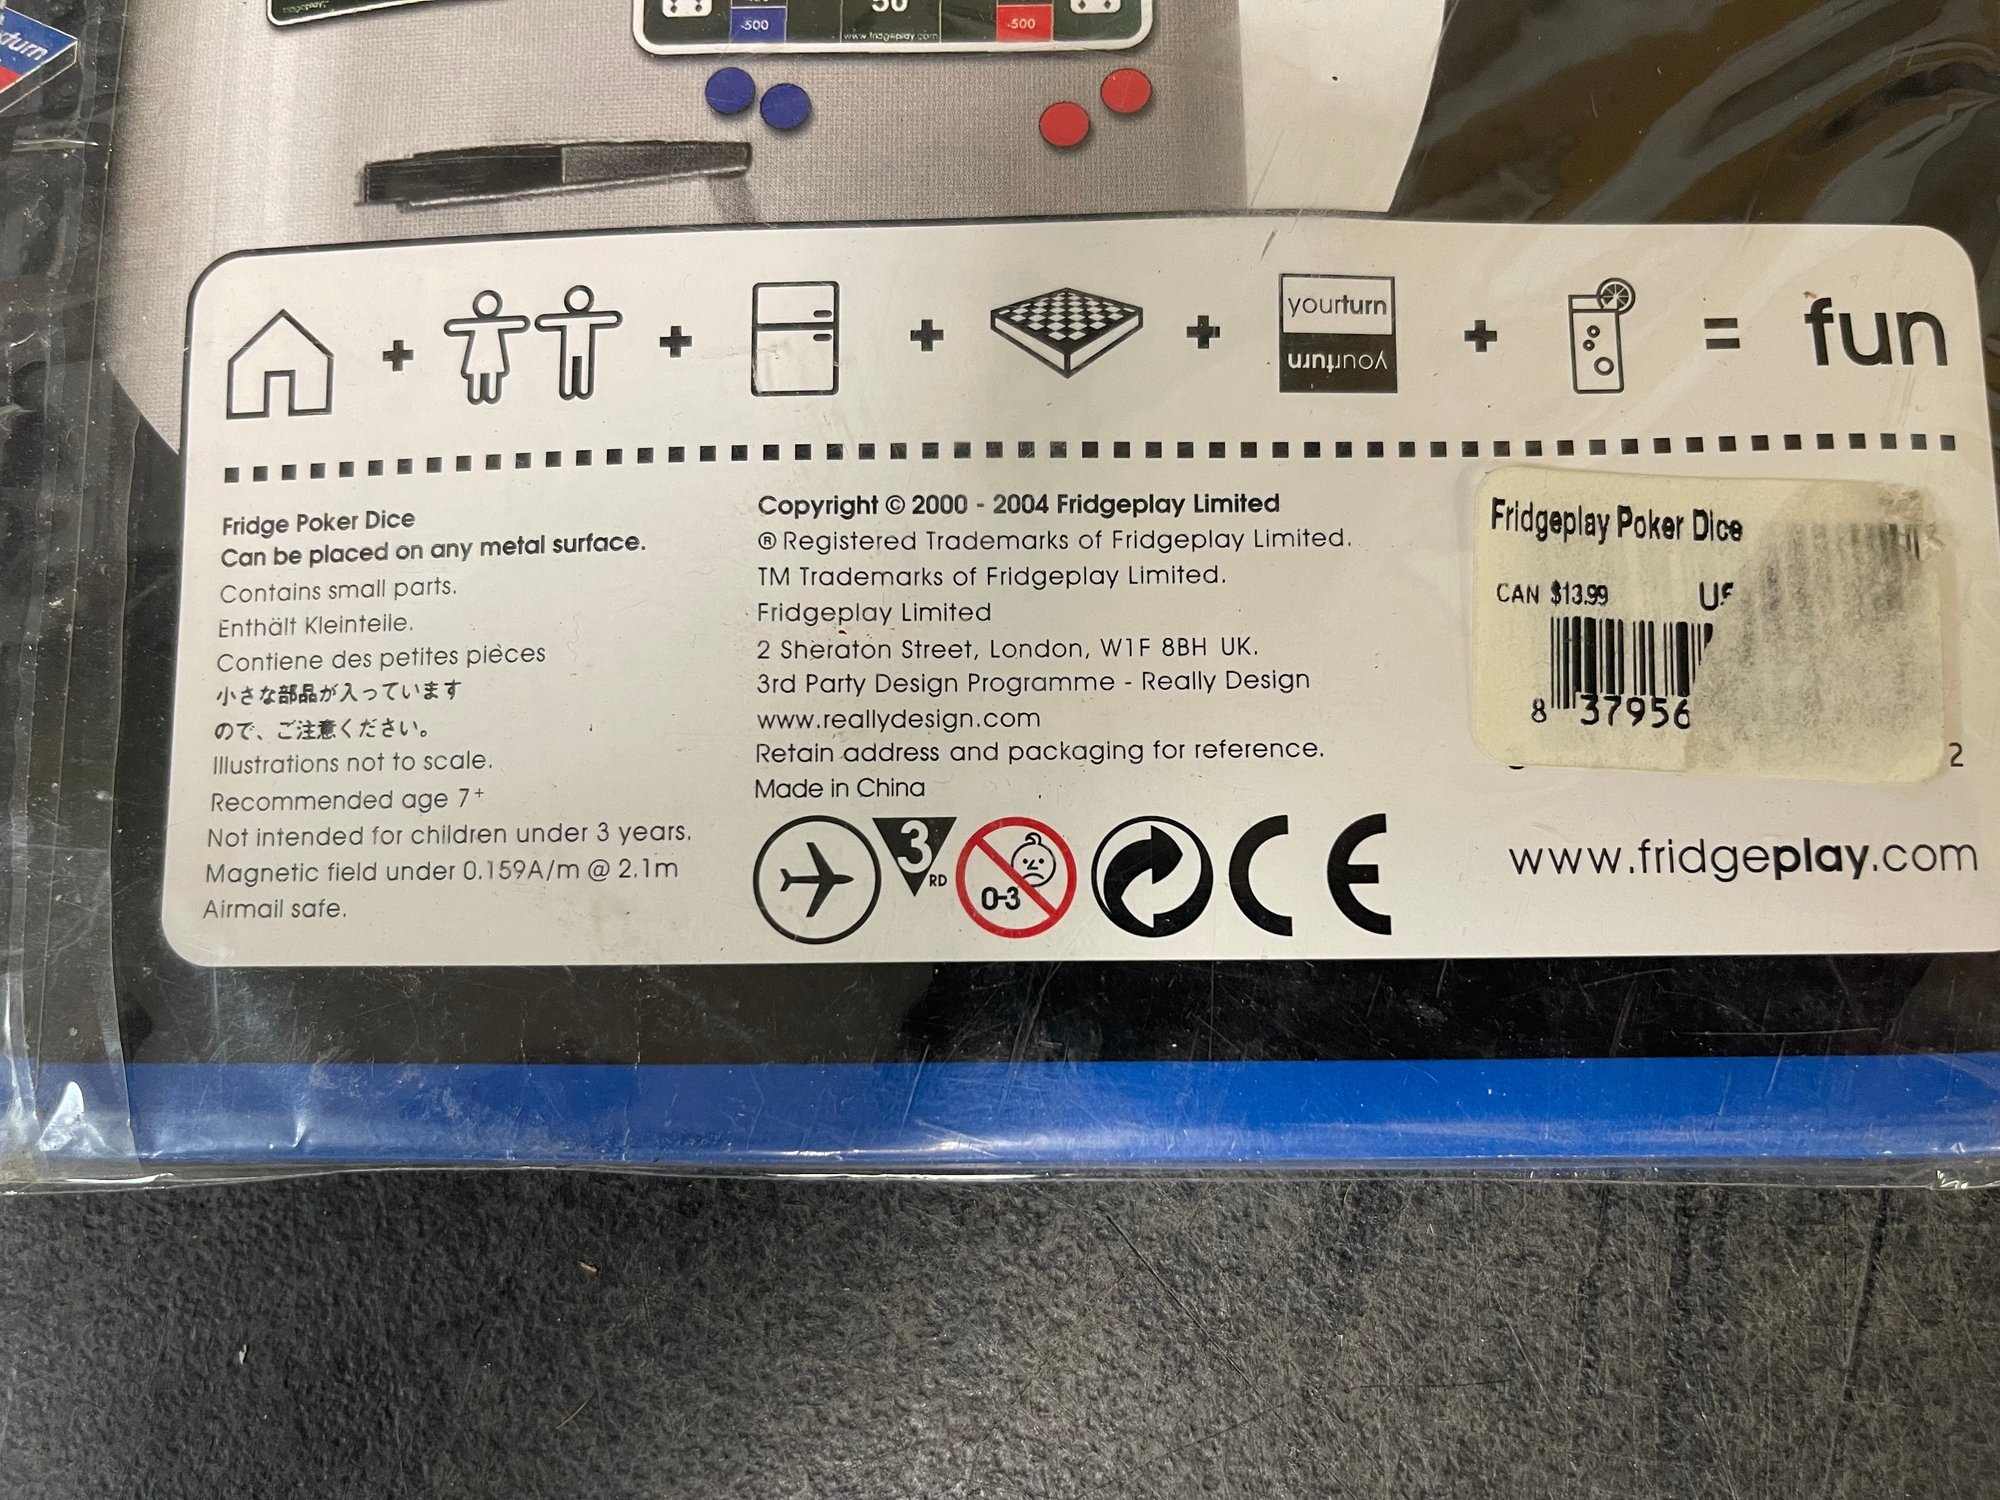 -500
50
-500
www.fridgeplay.com
yourturn
yourturn
fun
Fridge Poker Dice
Can be placed on any metal surface.
Contains small parts.
Enthält Kleinteile.
Contiene des petites pièces
小さな部品が入っています
ので、ご注意ください。
Illustrations not to scale.
Recommended age 7+
Not intended for children under 3 years.
Magnetic field under 0.159A/m @ 2.1m
Airmail safe.
Copyright © 2000 - 2004 Fridgeplay Limited
® Registered Trademarks of Fridgeplay Limited.
TM Trademarks of Fridgeplay Limited.
Fridgeplay Limited
2 Sheraton Street, London, W1F 8BH UK.
3rd Party Design Programme - Really Design
www.reallydesign.com
Retain address and packaging for reference.
Made in China
3RD
0-3
CE
Fridgeplay Poker Dice
CAN $13.99
8 37956
2
www.fridgeplay.com